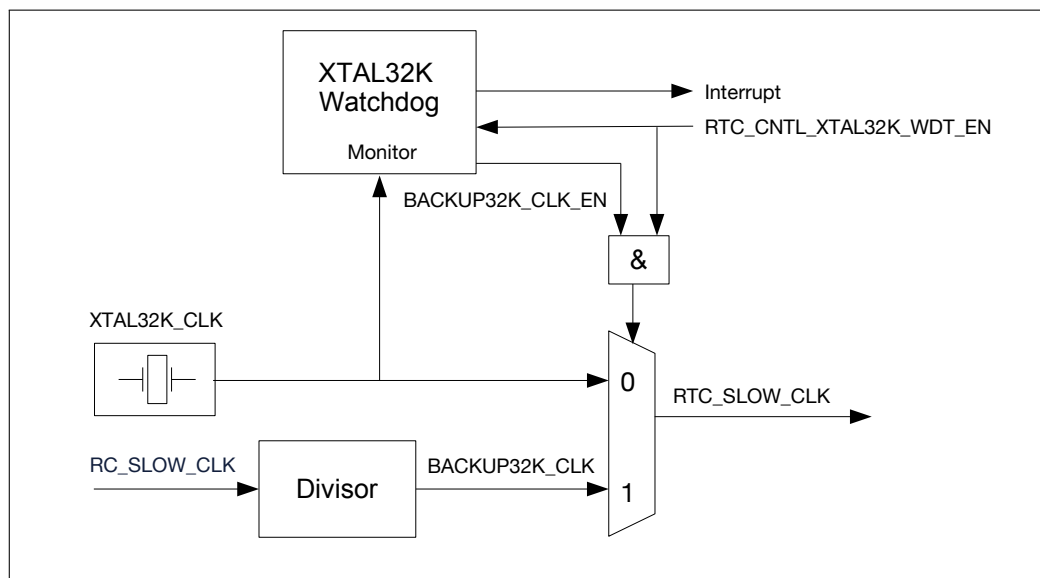 XTAL32K
Watchdog
Interrupt
RTC_CNTL_XTAL32K_WDT_EN
Monitor
BACKUP32K_CLK_EN
&
XTAL32K_CLK
0
RTC_SLOW_CLK
RC_SLOW_CLK
BACKUP32K_CLK
Divisor
1